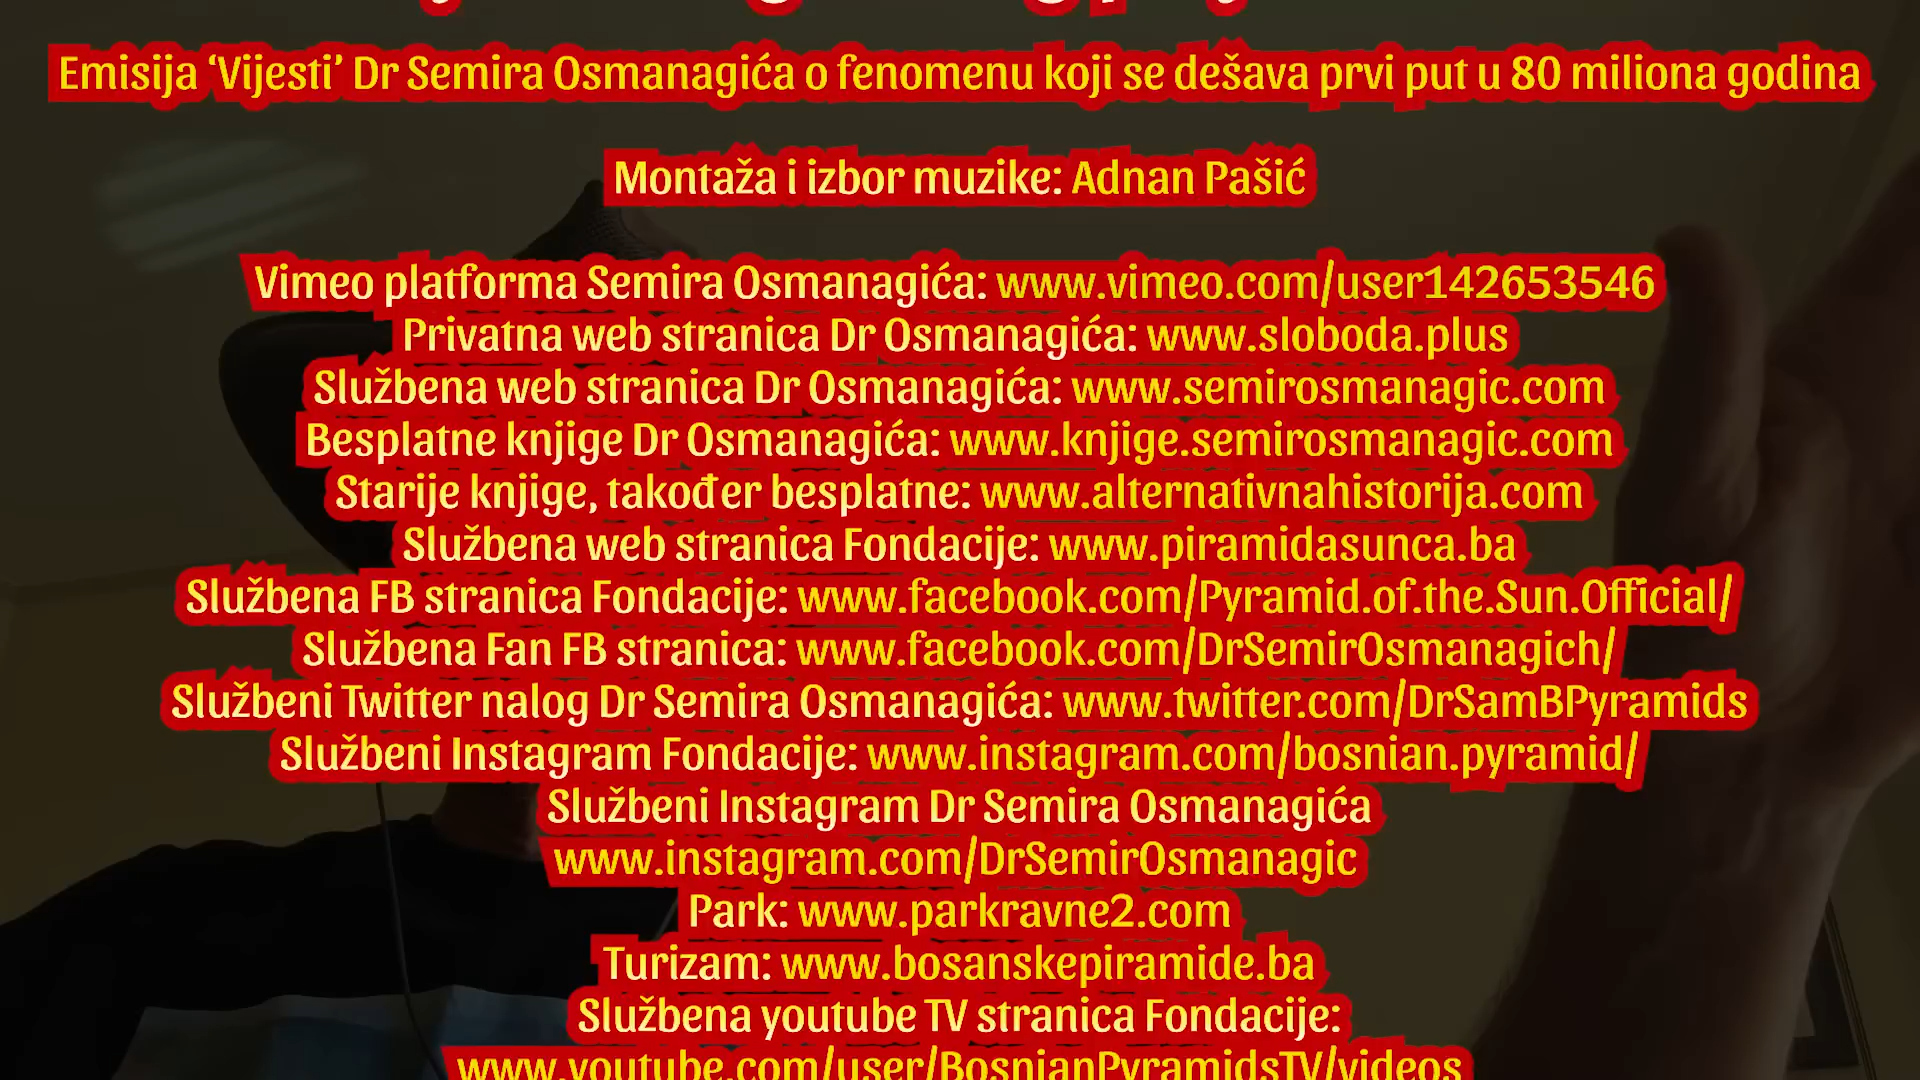 Emisija ‘Vijesti’ Dr Semira Osmanagića o fenomenu koji se dešava prvi put u 80 miliona godina
Montaža i izbor muzike: Adnan Pašić
Vimeo platforma Semira Osmanagića: www.vimeo.com/user142653546
Privatna web stranica Dr Osmanagića: www.sloboda.plus
Službena web stranica Dr Osmanagića: www.semirosmanagic.com
Besplatne knjige Dr Osmanagića: www.knjige.semirosmanagic.com
Starije knjige, također besplatne: www.alternativnahistorija.com
Službena web stranica Fondacije: www.piramidasunca.ba
Službena FB stranica Fondacije: www.facebook.com/Pyramid.of.the.Sun.Official/
Službena Fan FB stranica: www.facebook.com/DrSemirOsmanagich/
Službeni Twitter nalog Dr Semira Osmanagića: www.twitter.com/DrSamBPyramids
Službeni Instagram Fondacije: www.instagram.com/bosnian.pyramid/
Službeni Instagram Dr Semira Osmanagića
www.instagram.com/DrSemirOsmanagic
Park: www.parkravne2.com
Turizam: www.bosanskepiramide.ba
Službena youtube TV stranica Fondacije:
www.youtube.com/user/BosnianPyramidsTV/videos